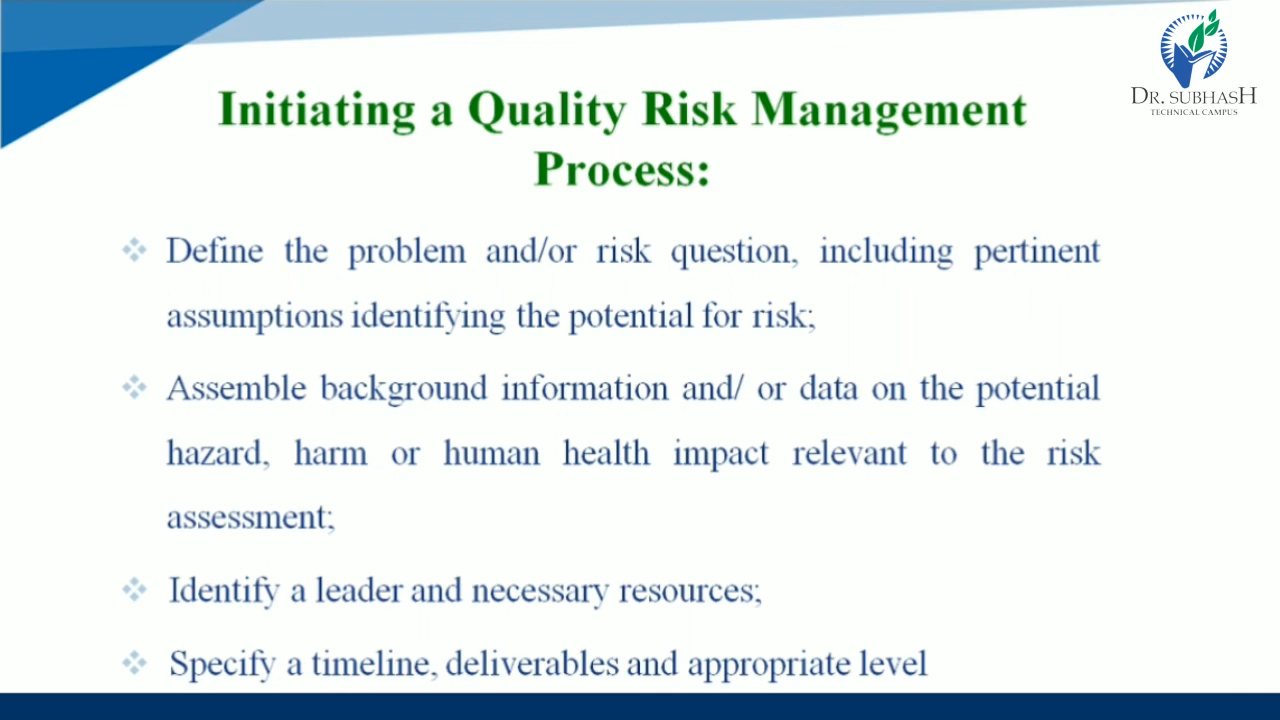 DR. SUBHASH
TECHNICAL CAMPUS
Initiating a Quality Risk Management
Process:
Define the problem and/or risk question, including pertinent
assumptions identifying the potential for risk;
Assemble background information and/ or data on the potential
hazard, harm or human health impact relevant to the risk
assessment;
Identify a leader and necessary resources;
Specify a timeline, deliverables and appropriate level